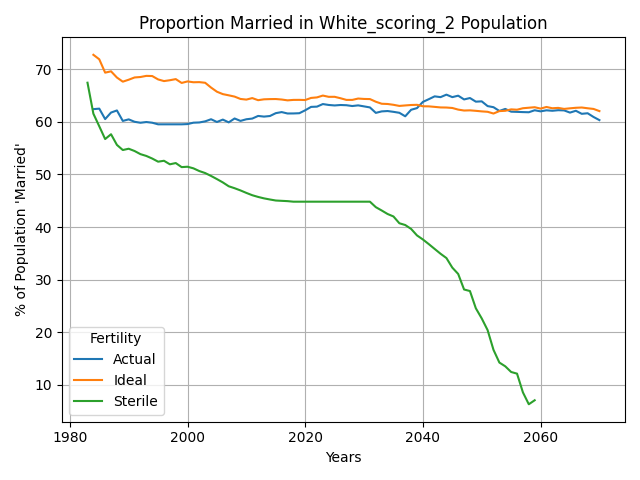 Proportion Married in White_scoring_2 Population
% of Population 'Married'
70
60
50
40
30
20
10
Fertility
Actual
Ideal
Sterile
1980
2000
2020
2040
2060
Years